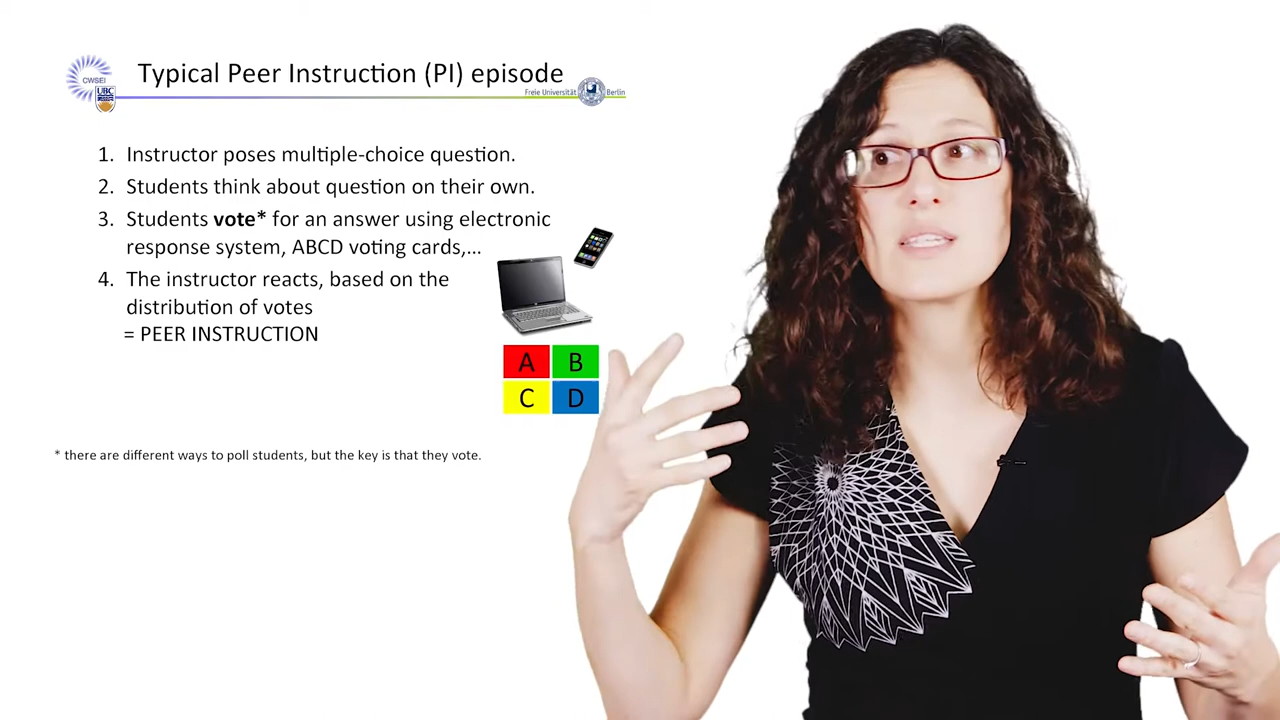 CWSEI
UBC
Typical Peer Instruction (PI) episode
Freie Universität Berlin
1. Instructor poses multiple-choice question.
2. Students think about question on their own.
3. Students vote* for an answer using electronic
response system, ABCD voting cards,...
4. The instructor reacts, based on the
distribution of votes
= PEER INSTRUCTION
A B
C D
* there are different ways to poll students, but the key is that they vote.